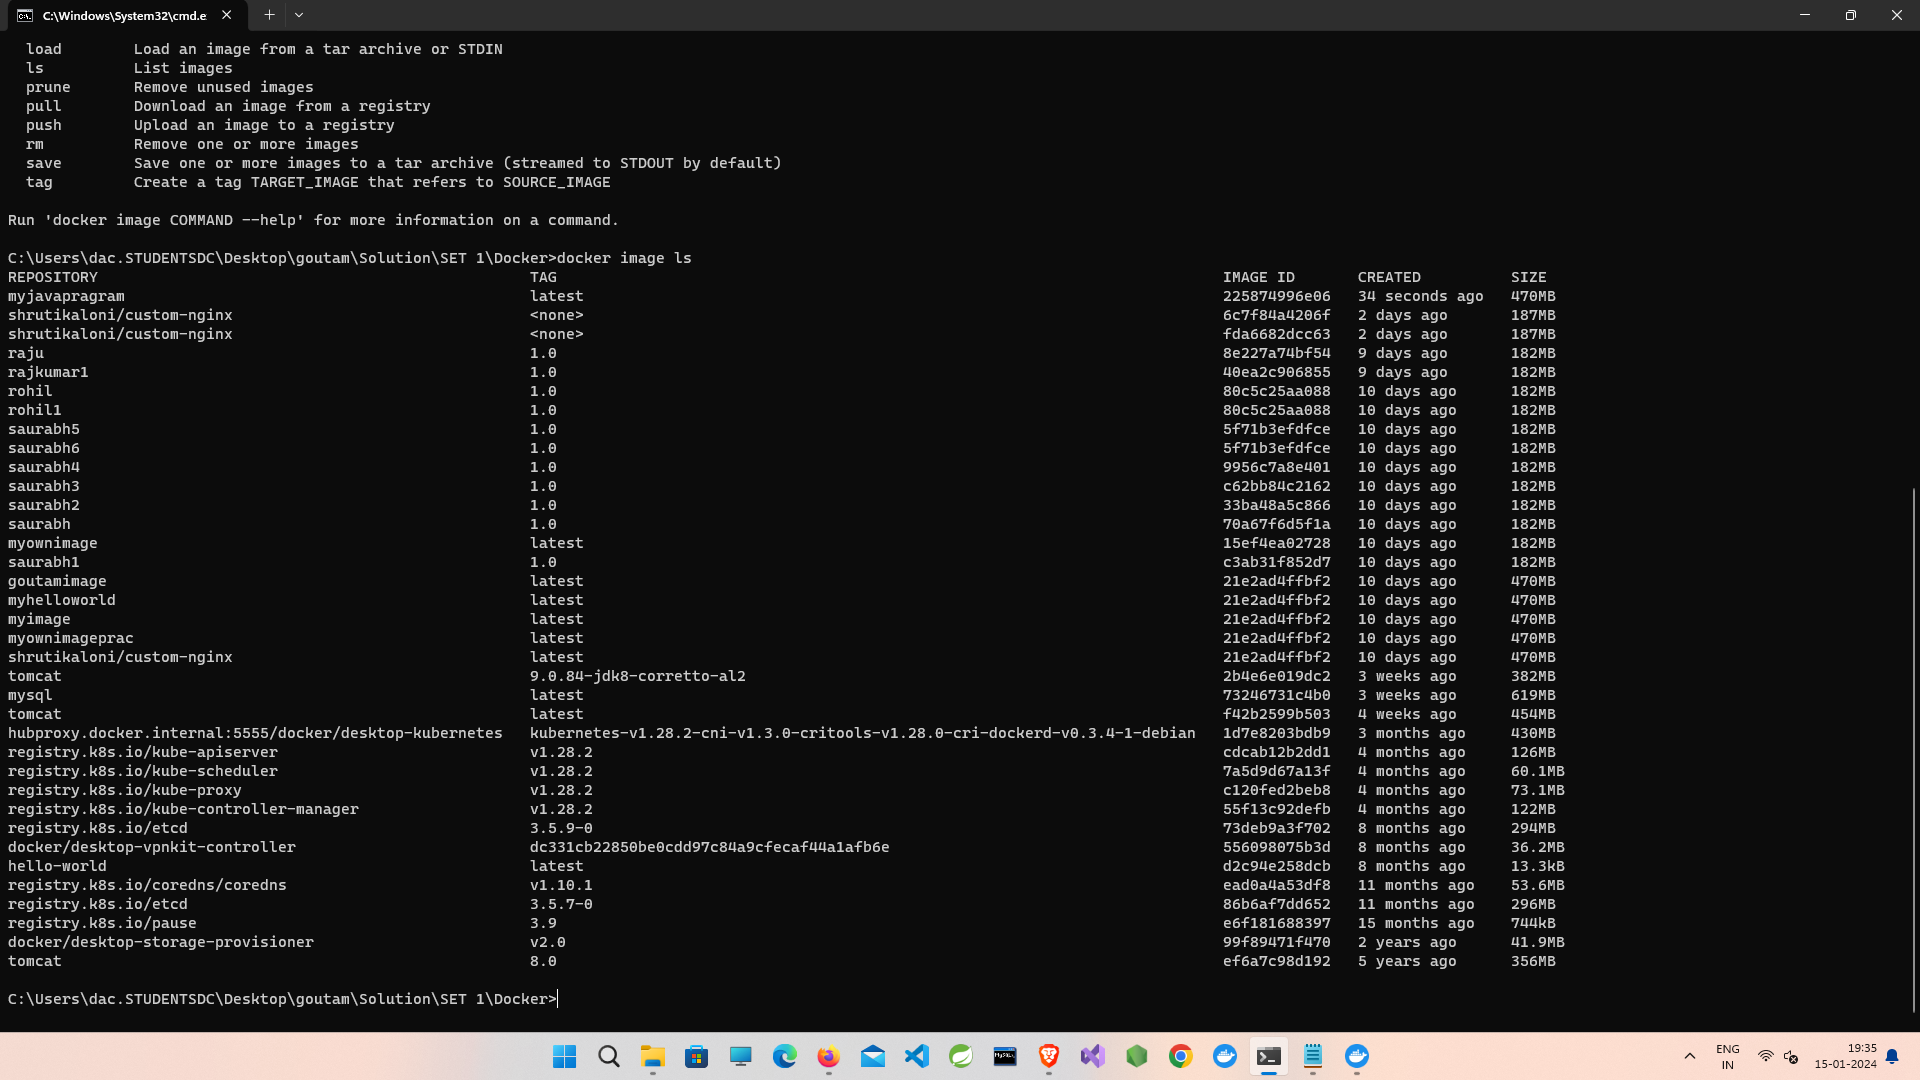 C:\Windows\System32\cmd.e
load Load an image from a tar archive or STDIN
ls List images
prune Remove unused images
pull Download an image from a registry
push Upload an image to a registry
rm Remove one or more images
save Save one or more images to a tar archive (streamed to STDOUT by default)
tag Create a tag TARGET_IMAGE that refers to SOURCE_IMAGE
Run 'docker image COMMAND --help' for more information on a command.
C:\Users\dac.STUDENTSDC\Desktop\goutam\Solution\SET 1\Docker>docker image ls
REPOSITORY TAG IMAGE ID CREATED SIZE
myjavapragram latest 225874996e06 34 seconds ago 470MB
shrutikaloni/custom-nginx <none> 6c7f84a4206f 2 days ago 187MB
shrutikaloni/custom-nginx <none> fda6682dcc63 2 days ago 187MB
raju 1.0 8e227a74bf54 9 days ago 182MB
rajkumar1 1.0 40ea2c906855 9 days ago 182MB
rohil 1.0 80c5c25aa088 10 days ago 182MB
rohil1 1.0 80c5c25aa088 10 days ago 182MB
saurabh5 1.0 5f71b3efdfce 10 days ago 182MB
saurabh6 1.0 5f71b3efdfce 10 days ago 182MB
saurabh4 1.0 9956c7a8e401 10 days ago 182MB
saurabh3 1.0 c62bb84c2162 10 days ago 182MB
saurabh2 1.0 33ba48a5c866 10 days ago 182MB
saurabh 1.0 70a67f6d5f1a 10 days ago 182MB
myownimage latest 15ef4ea02728 10 days ago 182MB
saurabh1 1.0 c3ab31f852d7 10 days ago 182MB
goutamimage latest 21e2ad4ffbf2 10 days ago 470MB
myhelloworld latest 21e2ad4ffbf2 10 days ago 470MB
myimage latest 21e2ad4ffbf2 10 days ago 470MB
myownimageprac latest 21e2ad4ffbf2 10 days ago 470MB
shrutikaloni/custom-nginx latest 21e2ad4ffbf2 10 days ago 470MB
tomcat 9.0.84-jdk8-corretto-al2 2b4e6e019dc2 3 weeks ago 382MB
mysql latest 73246731c4b0 3 weeks ago 619MB
tomcat latest f42b2599b503 4 weeks ago 454MB
hubproxy.docker.internal:5555/docker/desktop-kubernetes kubernetes-v1.28.2-cni-v1.3.0-critools-v1.28.0-cri-dockerd-v0.3.4-1-debian 1d7e8203bdb9 3 months ago 430MB
registry.k8s.io/kube-apiserver v1.28.2 cdcab12b2dd1 4 months ago 126MB
registry.k8s.io/kube-scheduler v1.28.2 7a5d9d67a13f 4 months ago 60.1MB
registry.k8s.io/kube-proxy v1.28.2 c120fed2beb8 4 months ago 73.1MB
registry.k8s.io/kube-controller-manager v1.28.2 55f13c92defb 4 months ago 122MB
registry.k8s.io/etcd 3.5.9-0 73deb9a3f702 8 months ago 294MB
docker/desktop-vpnkit-controller dc331cb22850be0cdd97c84a9cfecaf44a1afb6e 556098075b3d 8 months ago 36.2MB
hello-world latest d2c94e258dcb 8 months ago 13.3kB
registry.k8s.io/coredns/coredns v1.10.1 ead0a4a53df8 11 months ago 53.6MB
registry.k8s.io/etcd 3.5.7-0 86b6af7dd652 11 months ago 296MB
registry.k8s.io/pause 3.9 e6f181688397 15 months ago 744kB
docker/desktop-storage-provisioner v2.0 99f89471f470 2 years ago 41.9MB
tomcat 8.0 ef6a7c98d192 5 years ago 356MB
C:\Users\dac.STUDENTSDC\Desktop\goutam\Solution\SET 1\Docker>
ENG 19:35
IN 15-01-2024